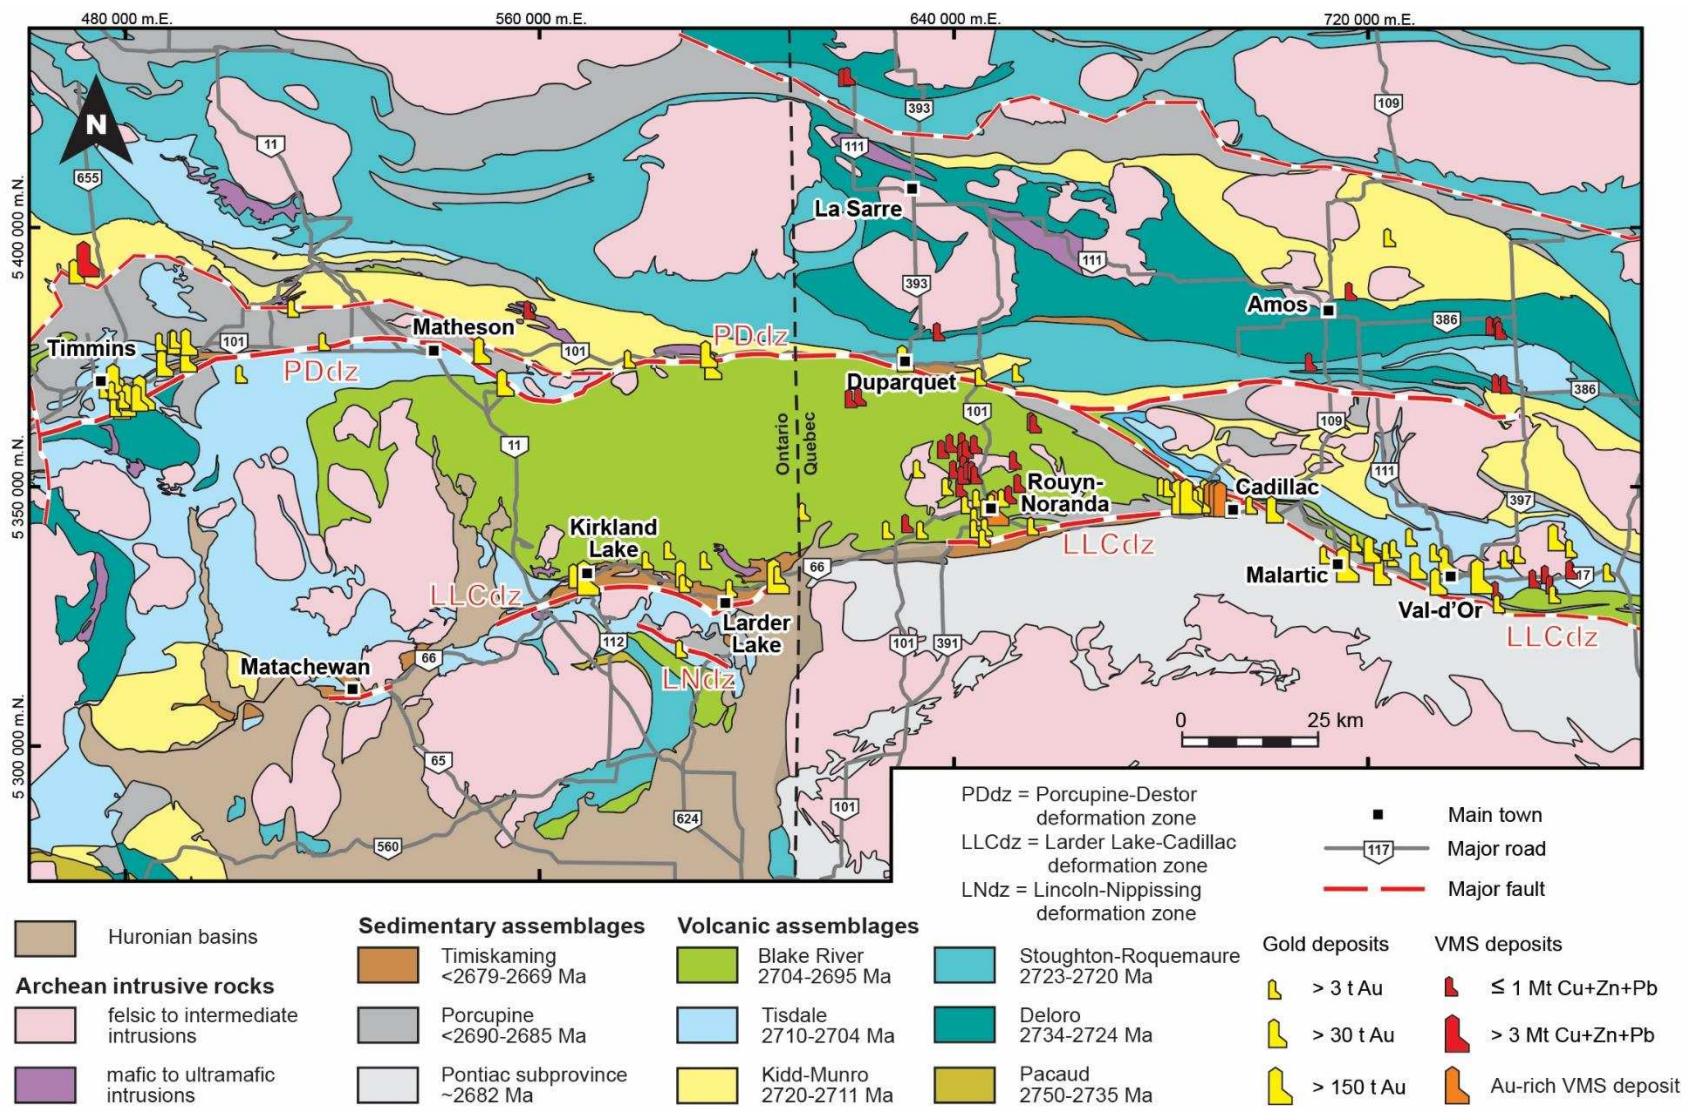 480 000 m.E.
560 000 m.E.
640 000 m.E.
720 000 m.E.
5 400 000 m.N.
5 350 000 m.N.
5 300 000 m.N.
N
655
11
393
109
111
La Sarre
111
393
Amos
386
Timmins
101
Matheson
PDdz
101
PDdz
Duparquet
386
101
109
11
Ontario
Quebec
111
397
Rouyn-
Noranda
Cadillac
Kirkland
Lake
LLCdz
LLCdz
66
Malartic
17
Val-d'Or
LLCdz
Larder
Lake
112
101
391
66
Matachewan
LNdz
65
0
25 km
101
624
560
PDdz = Porcupine-Destor
deformation zone
LLCdz = Larder Lake-Cadillac
deformation zone
LNdz = Lincoln-Nippissing
deformation zone
Main town
117
Major road
Major fault
Huronian basins
Archean intrusive rocks
felsic to intermediate
intrusions
mafic to ultramafic
intrusions
Sedimentary assemblages
Timiskaming
<2679-2669 Ma
Porcupine
<2690-2685 Ma
Pontiac subprovince
~2682 Ma
Volcanic assemblages
Blake River
2704-2695 Ma
Tisdale
2710-2704 Ma
Kidd-Munro
2720-2711 Ma
Stoughton-Roquemaure
2723-2720 Ma
Deloro
2734-2724 Ma
Pacaud
2750-2735 Ma
Gold deposits
> 3 t Au
> 30 t Au
> 150 t Au
VMS deposits
≤ 1 Mt Cu+Zn+Pb
> 3 Mt Cu+Zn+Pb
Au-rich VMS deposit